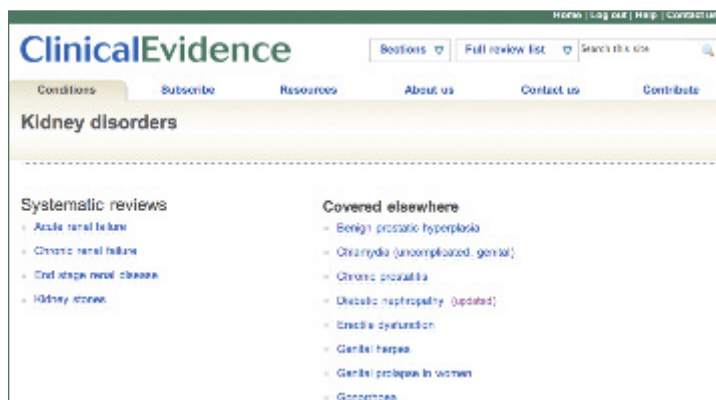 Home | Log out | Help | Contact us
ClinicalEvidence
Sections Full review list Search this site
Conditions Subscribe Resources About us Contact us Contribute
Kidney disorders
Systematic reviews
Acute renal failure
Chronic renal failure
End stage renal disease
Kidney stones
Covered elsewhere
Benign prostatic hyperplasia
Chlamydia (uncomplicated, genital)
Chronic prostatitis
Diabetic nephropathy (updated)
Erectile dysfunction
Genital herpes
Genital prolapse in women
Gonorrhoea